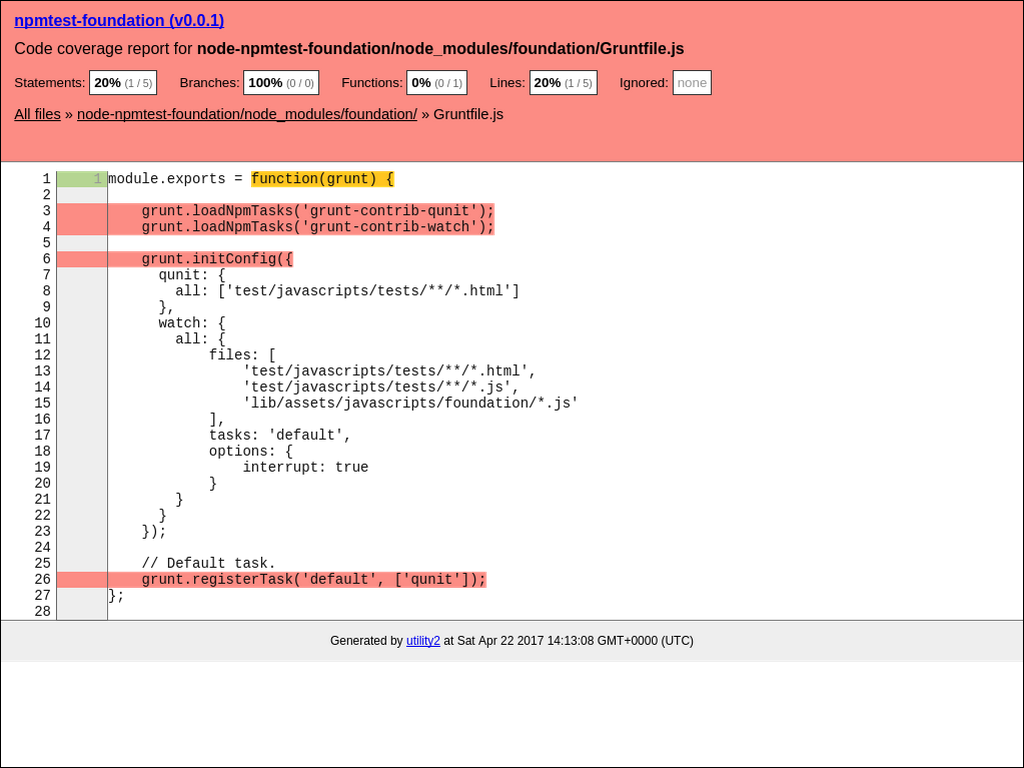 npmtest-foundation (v0.0.1)
Code coverage report for node-npmtest-foundation/node_modules/foundation/Gruntfile.js
Statements: 20% (1 / 5) Branches: 100% (0 / 0) Functions: 0% (0 / 1) Lines: 20% (1 / 5) Ignored: none
All files » node-npmtest-foundation/node_modules/foundation/ » Gruntfile.js
1 1 module.exports = function(grunt) {
2
3     grunt.loadNpmTasks('grunt-contrib-qunit');
4     grunt.loadNpmTasks('grunt-contrib-watch');
5
6     grunt.initConfig({
7       qunit: {
8         all: ['test/javascripts/tests/**/*.html']
9       },
10       watch: {
11         all: {
12             files: [
13                 'test/javascripts/tests/**/*.html',
14                 'test/javascripts/tests/**/*.js',
15                 'lib/assets/javascripts/foundation/*.js'
16             ],
17             tasks: 'default',
18             options: {
19                 interrupt: true
20             }
21         }
22       }
23     });
24
25     // Default task.
26     grunt.registerTask('default', ['qunit']);
27 };
28
Generated by utility2 at Sat Apr 22 2017 14:13:08 GMT+0000 (UTC)